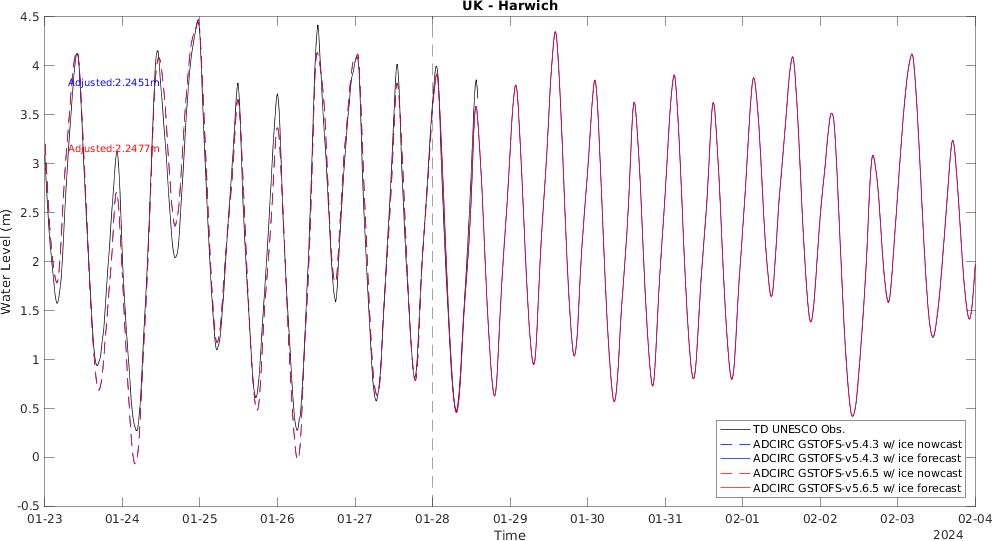 UK - Harwich
4.5
4
3.5
3
2.5
2
1.5
1
0.5
0
-0.5
Water Level (m)
Adjusted:2.2451m
Adjusted:2.2477m
TD UNESCO Obs.
ADCIRC GSTOFS-v5.4.3 w/ ice nowcast
ADCIRC GSTOFS-v5.4.3 w/ ice forecast
ADCIRC GSTOFS-v5.6.5 w/ ice nowcast
ADCIRC GSTOFS-v5.6.5 w/ ice forecast
01-23 01-24 01-25 01-26 01-27 01-28 01-29 01-30 01-31 02-01 02-02 02-03 02-04
Time
2024